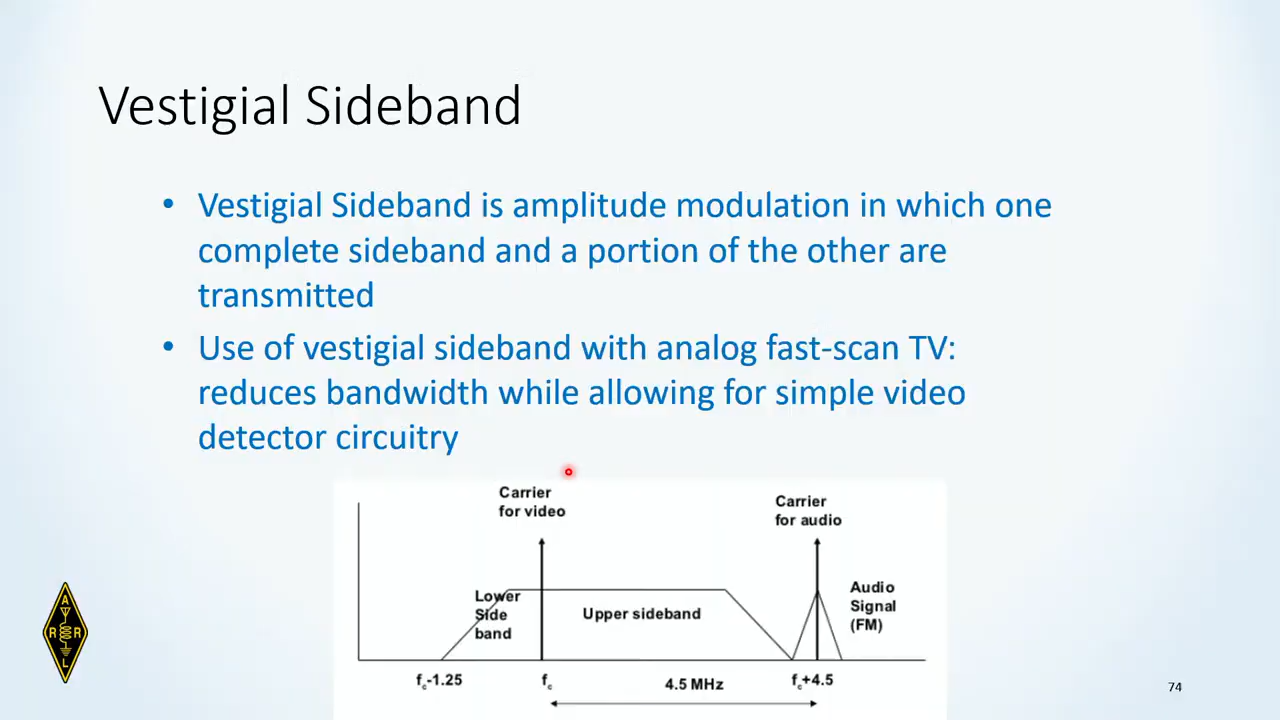 Vestigial Sideband
• Vestigial Sideband is amplitude modulation in which one
complete sideband and a portion of the other are
transmitted
• Use of vestigial sideband with analog fast-scan TV:
reduces bandwidth while allowing for simple video
detector circuitry
Carrier
for video
Carrier
for audio
Lower
Side
band
Upper sideband
Audio
Signal
(FM)
fc-1.25
fc
4.5 MHz
fc+4.5
A
R R
L
74